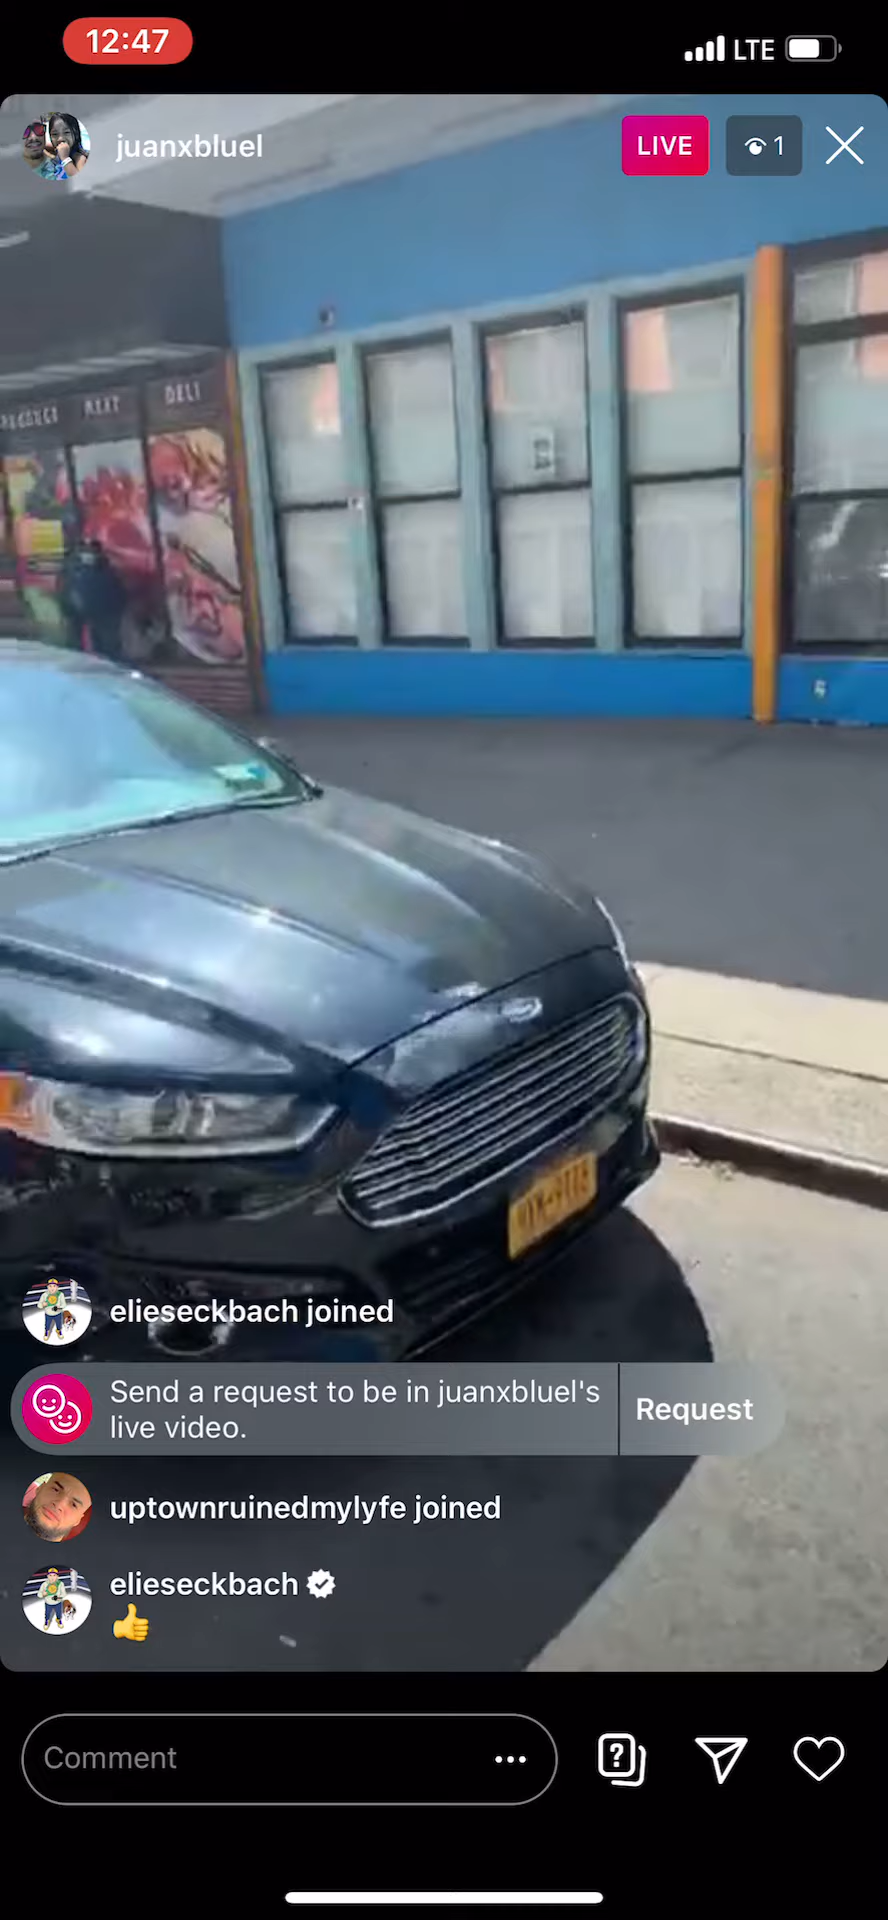 12:47
LTE
juanxbluel
LIVE
1
MEAT
DELI
elieseckbach joined
Send a request to be in juanxbluel's
live video.
Request
uptownruinedmylyfe joined
elieseckbach
👍
Comment